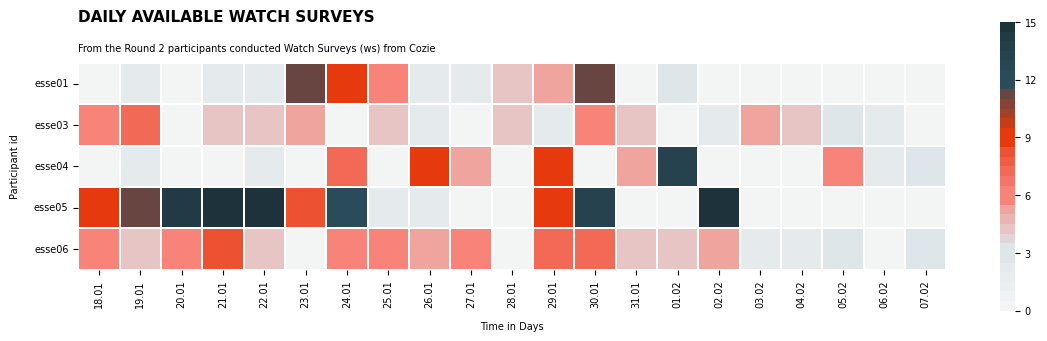 DAILY AVAILABLE WATCH SURVEYS
From the Round 2 participants conducted Watch Surveys (ws) from Cozie
Participant id
esse01
esse03
esse04
esse05
esse06
18.01 19.01 20.01 21.01 22.01 23.01 24.01 25.01 26.01 27.01 28.01 29.01 30.01 31.01 01.02 02.02 03.02 04.02 05.02 06.02 07.02
Time in Days
15
12
9
6
3
0